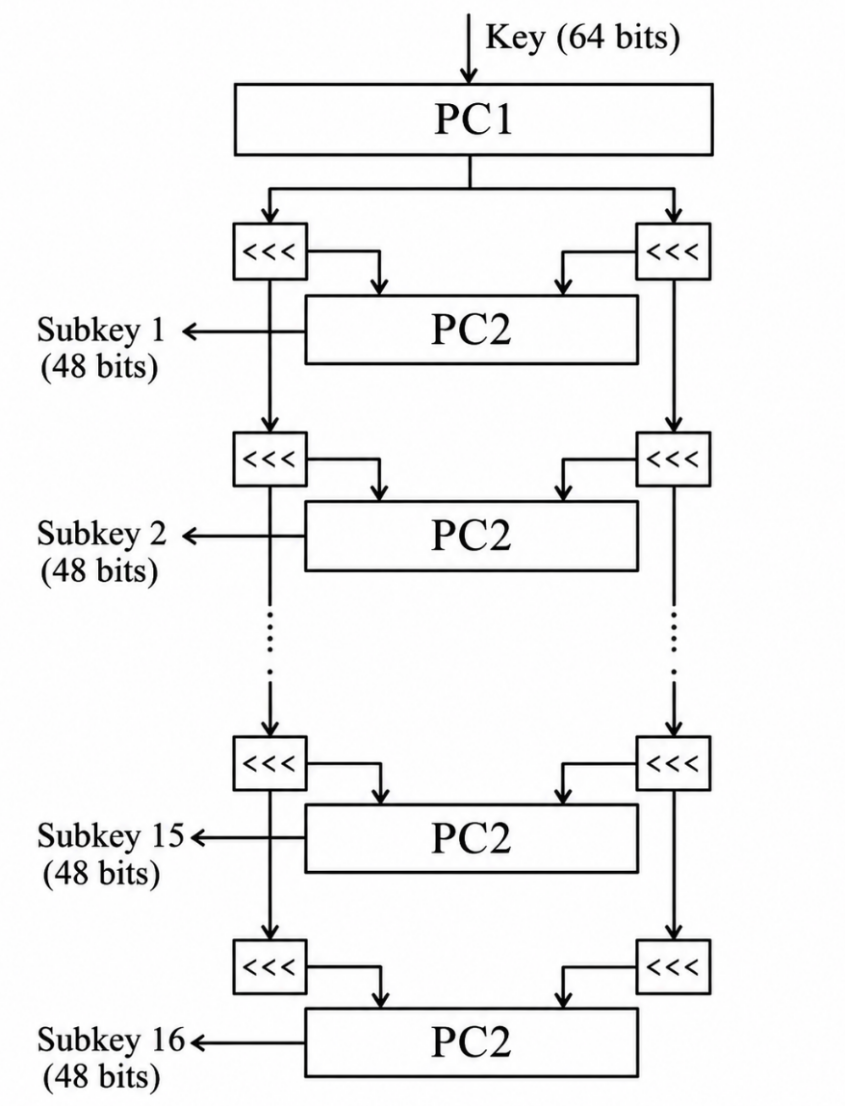 Key (64 bits)
PC1
<<< <<<
PC2
Subkey 1
(48 bits)
<<< <<<
PC2
Subkey 2
(48 bits)
<<< <<<
PC2
Subkey 15
(48 bits)
<<< <<<
PC2
Subkey 16
(48 bits)